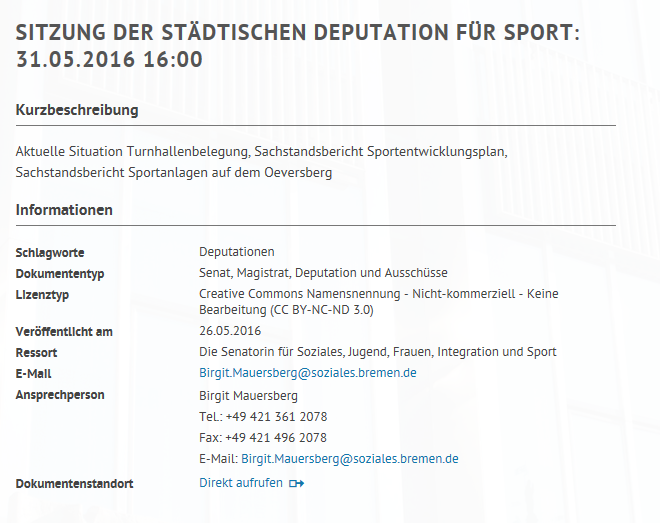 SITZUNG DER STÄDTISCHEN DEPUTATION FÜR SPORT:
31.05.2016 16:00
Kurzbeschreibung
Aktuelle Situation Turnhallenbelegung, Sachstandsbericht Sportentwicklungsplan,
Sachstandsbericht Sportanlagen auf dem Oeversberg
Informationen
Schlagworte Deputationen
Dokumententyp Senat, Magistrat, Deputation und Ausschüsse
Lizenztyp Creative Commons Namensnennung - Nicht-kommerziell - Keine
Bearbeitung (CC BY-NC-ND 3.0)
Veröffentlicht am 26.05.2016
Ressort Die Senatorin für Soziales, Jugend, Frauen, Integration und Sport
E-Mail Birgit.Mauersberg@soziales.bremen.de
Ansprechperson Birgit Mauersberg
Tel.: +49 421 361 2078
Fax: +49 421 496 2078
E-Mail: Birgit.Mauersberg@soziales.bremen.de
Dokumentenstandort Direkt aufrufen